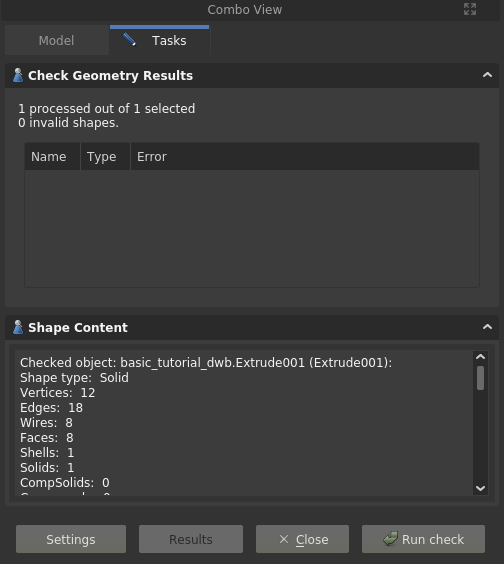 Combo View
Model Tasks
Check Geometry Results
1 processed out of 1 selected
0 invalid shapes.
Name Type Error
Shape Content
Checked object: basic_tutorial_dwb.Extrude001 (Extrude001):
Shape type: Solid
Vertices: 12
Edges: 18
Wires: 8
Faces: 8
Shells: 1
Solids: 1
CompSolids: 0
Settings Results Close Run check